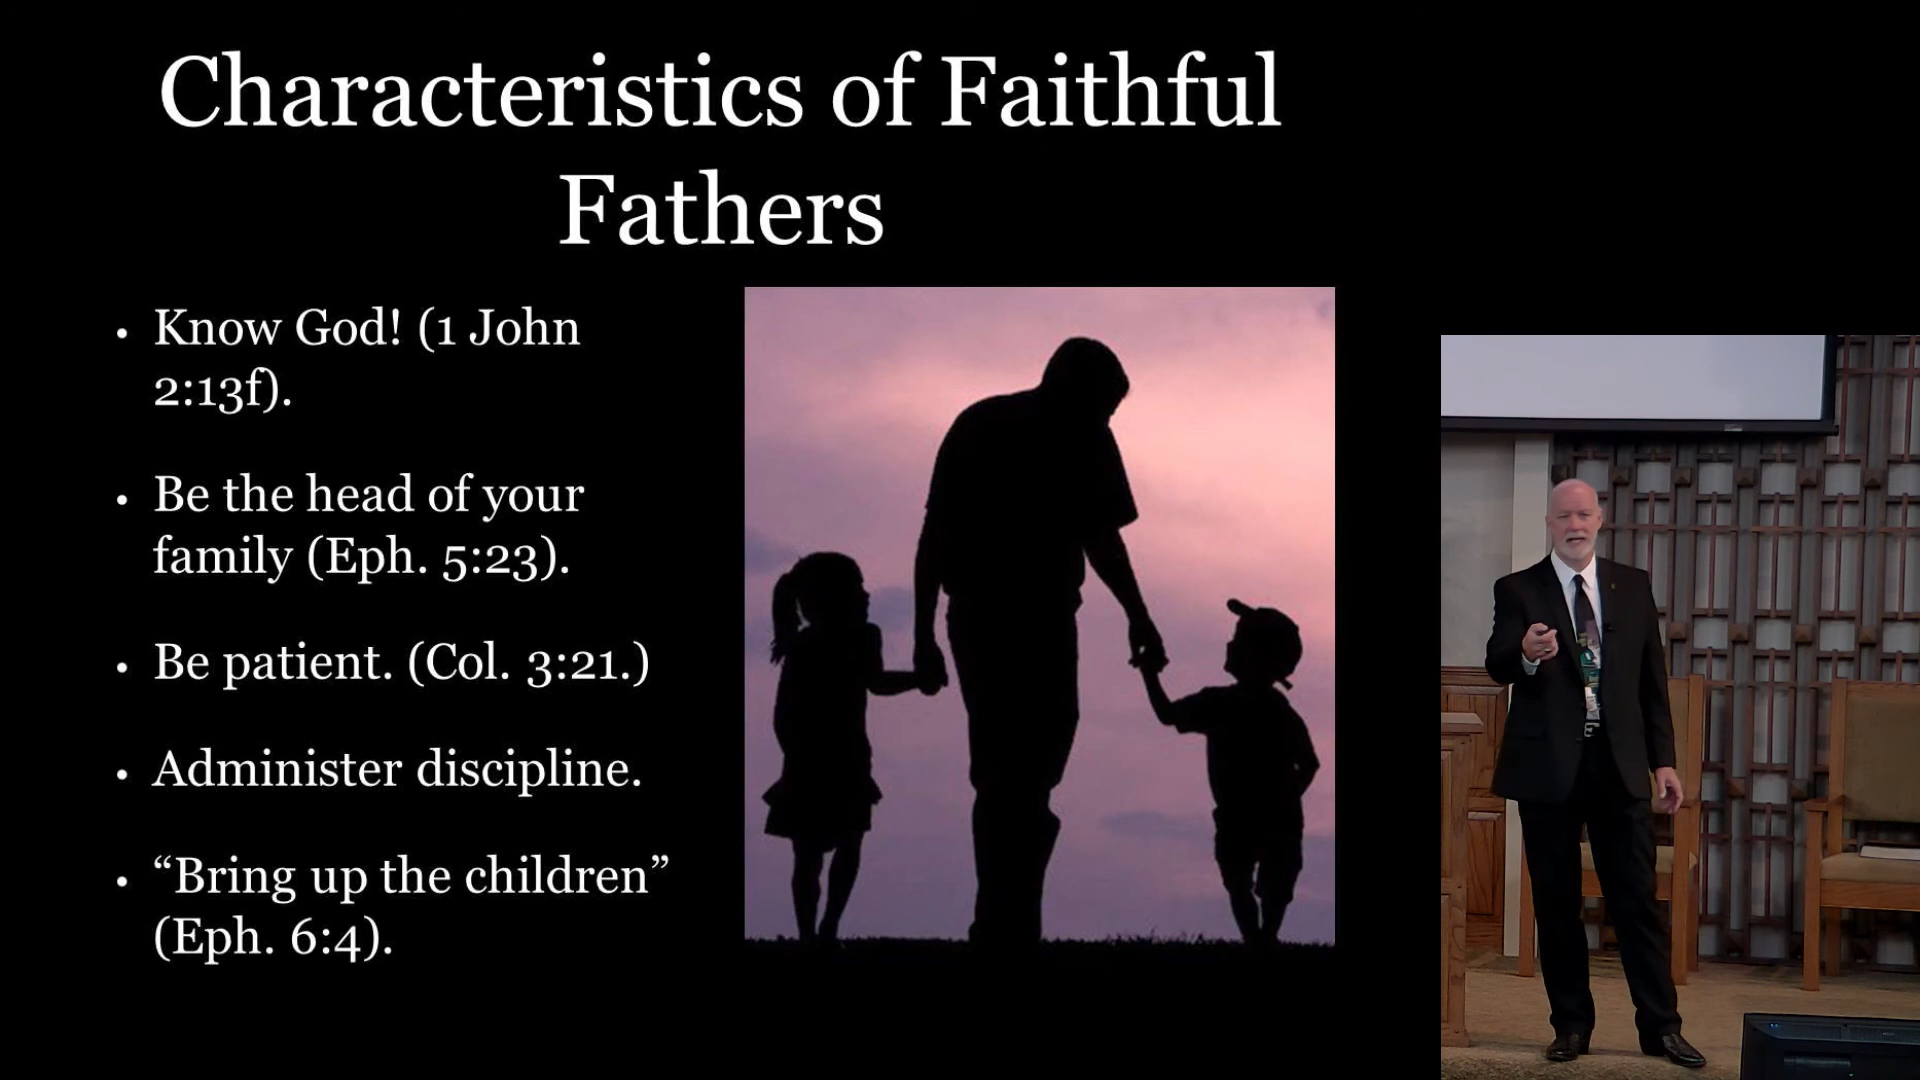 Characteristics of Faithful
Fathers
• Know God! (1 John
2:13f).
• Be the head of your
family (Eph. 5:23).
• Be patient. (Col. 3:21.)
• Administer discipline.
• “Bring up the children”
(Eph. 6:4).